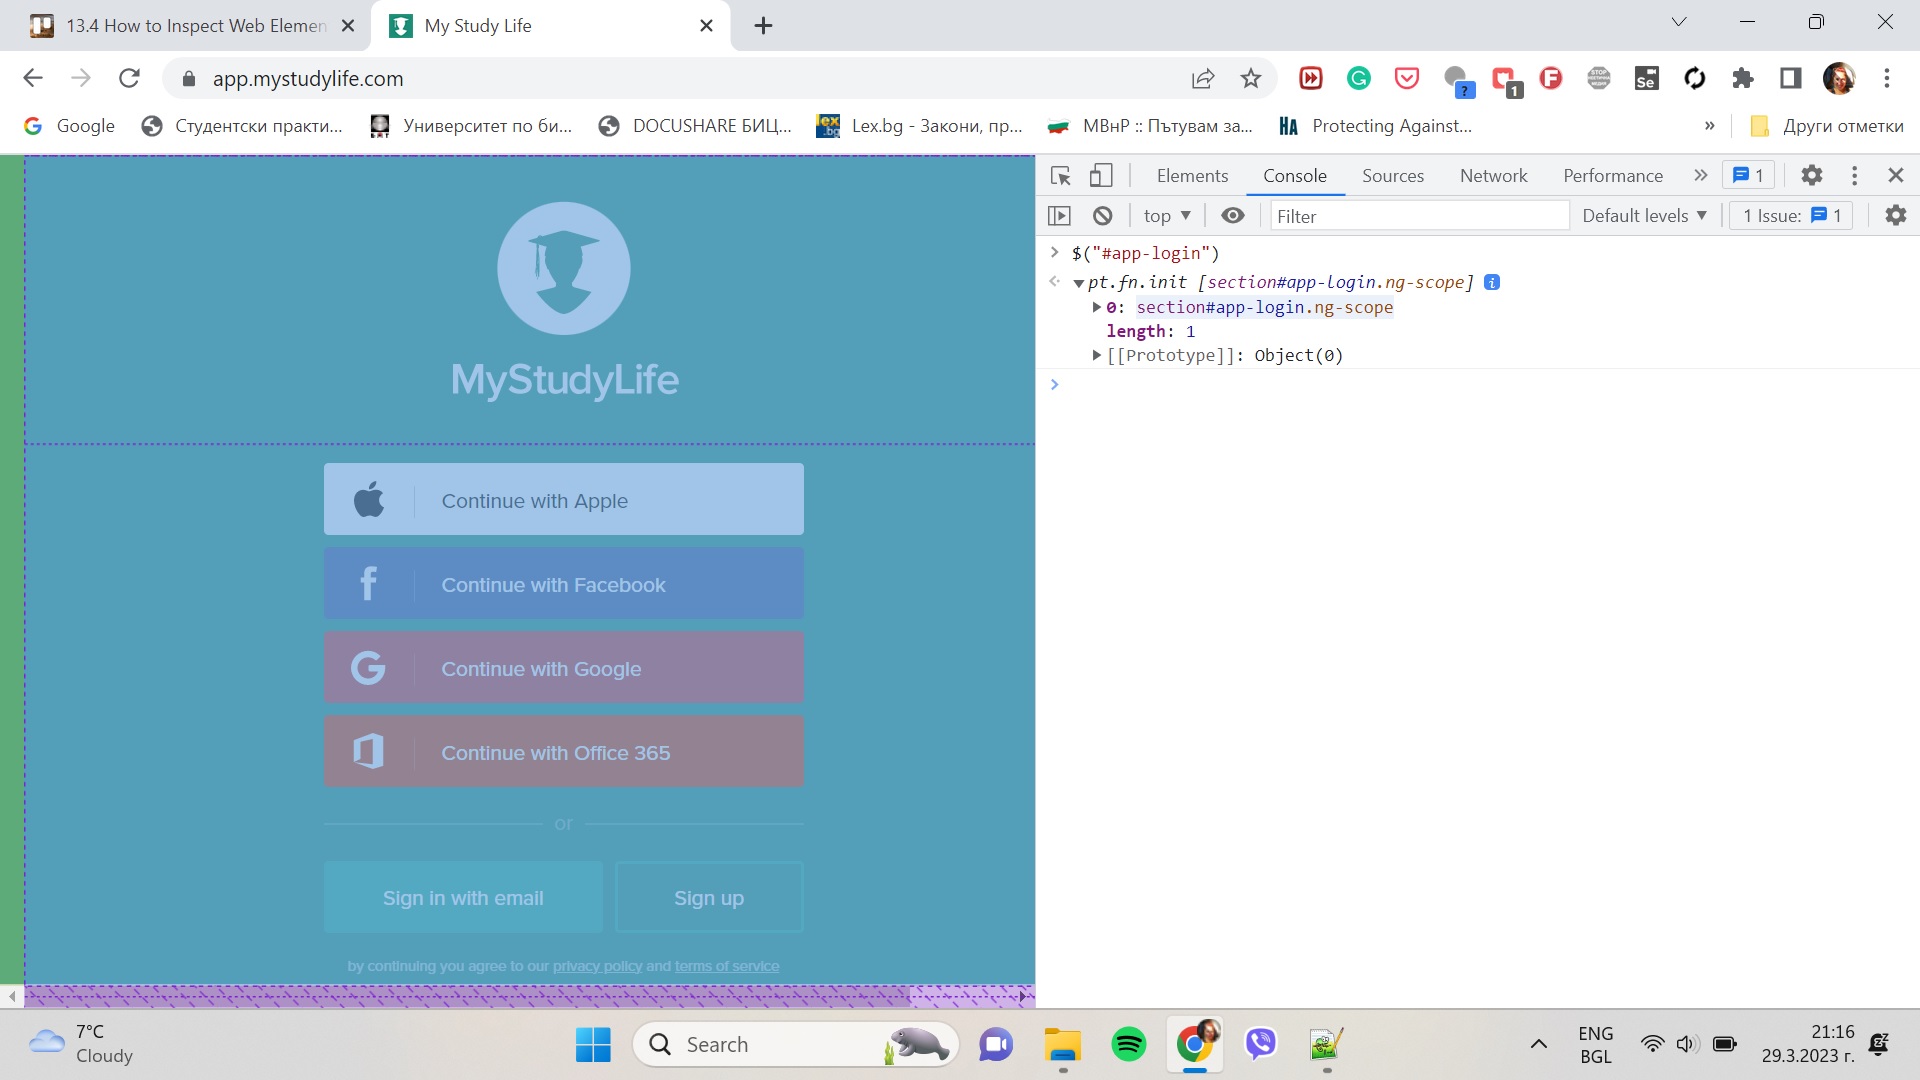 13.4 How to Inspect Web Elemen
My Study Life
app.mystudylife.com
Google
Студентски практи...
Университет по би...
DOCUSHARE БИЦ...
Lex.bg - Закони, пр...
МВнР :: Пътувам за...
Protecting Against...
»
Други отметки
MyStudyLife
Continue with Apple
Continue with Facebook
Continue with Google
Continue with Office 365
or
Sign in with email
Sign up
by continuing you agree to our privacy policy and terms of service
Elements
Console
Sources
Network
Performance
»
1
top
Filter
Default levels
1 Issue: 1
$("#app-login")
pt.fn.init [section#app-login.ng-scope]
0: section#app-login.ng-scope
length: 1
[[Prototype]]: Object(0)
7°C
Cloudy
Search
ENG
BGL
21:16
29.3.2023 г.